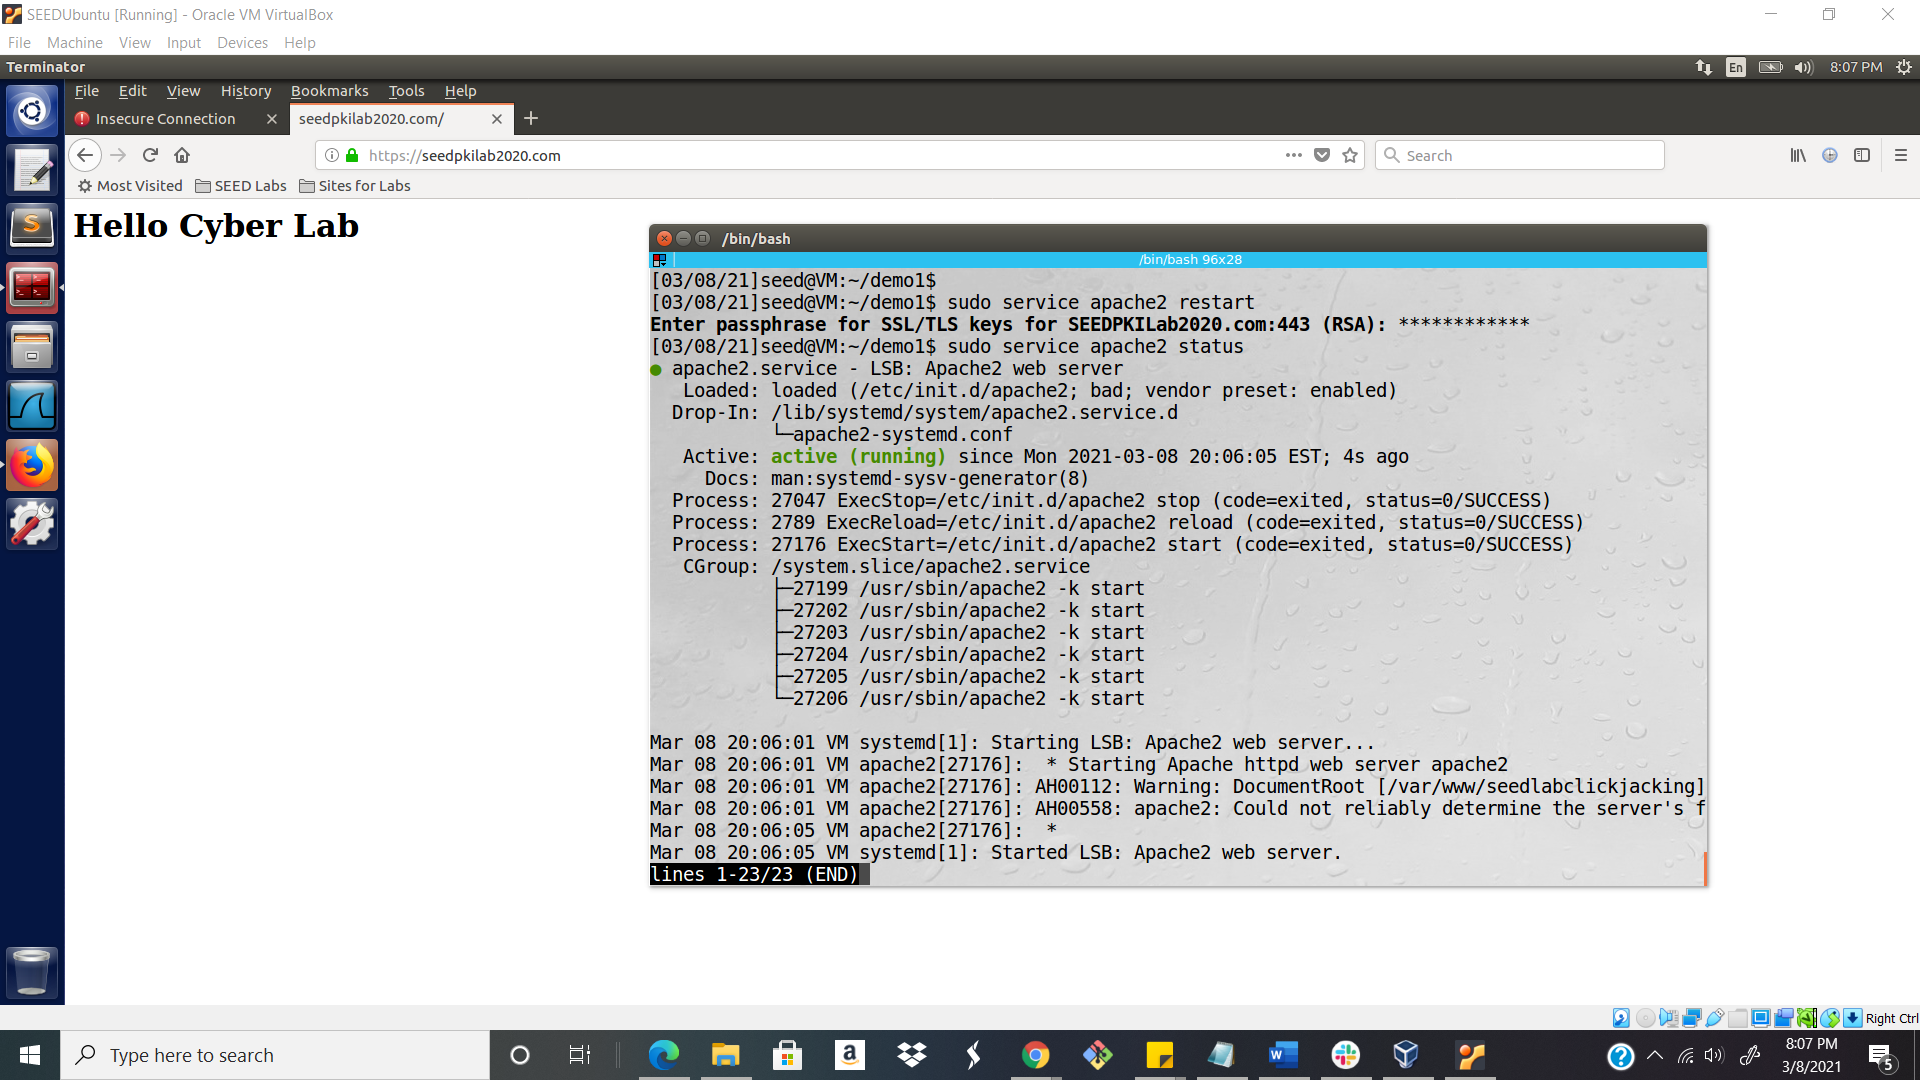 SEEDUbuntu [Running] - Oracle VM VirtualBox
File Machine View Input Devices Help
Terminator
En
8:07 PM
File Edit View History Bookmarks Tools Help
Insecure Connection
seedpkilab2020.com/
https://seedpkilab2020.com
Search
Most Visited SEED Labs Sites for Labs
Hello Cyber Lab
/bin/bash
/bin/bash 96x28
[03/08/21]seed@VM:~/demo1$
[03/08/21]seed@VM:~/demo1$ sudo service apache2 restart
Enter passphrase for SSL/TLS keys for SEEDPKILab2020.com:443 (RSA): ************
[03/08/21]seed@VM:~/demo1$ sudo service apache2 status
● apache2.service - LSB: Apache2 web server
Loaded: loaded (/etc/init.d/apache2; bad; vendor preset: enabled)
Drop-In: /lib/systemd/system/apache2.service.d
└─apache2-systemd.conf
Active: active (running) since Mon 2021-03-08 20:06:05 EST; 4s ago
Docs: man:systemd-sysv-generator(8)
Process: 27047 ExecStop=/etc/init.d/apache2 stop (code=exited, status=0/SUCCESS)
Process: 2789 ExecReload=/etc/init.d/apache2 reload (code=exited, status=0/SUCCESS)
Process: 27176 ExecStart=/etc/init.d/apache2 start (code=exited, status=0/SUCCESS)
CGroup: /system.slice/apache2.service
├─27199 /usr/sbin/apache2 -k start
├─27202 /usr/sbin/apache2 -k start
├─27203 /usr/sbin/apache2 -k start
├─27204 /usr/sbin/apache2 -k start
├─27205 /usr/sbin/apache2 -k start
└─27206 /usr/sbin/apache2 -k start
Mar 08 20:06:01 VM systemd[1]: Starting LSB: Apache2 web server...
Mar 08 20:06:01 VM apache2[27176]:  * Starting Apache httpd web server apache2
Mar 08 20:06:01 VM apache2[27176]: AH00112: Warning: DocumentRoot [/var/www/seedlabclickjacking]
Mar 08 20:06:01 VM apache2[27176]: AH00558: apache2: Could not reliably determine the server's f
Mar 08 20:06:05 VM apache2[27176]:  *
Mar 08 20:06:05 VM systemd[1]: Started LSB: Apache2 web server.
lines 1-23/23 (END)
Right Ctrl
Type here to search
8:07 PM
3/8/2021
5